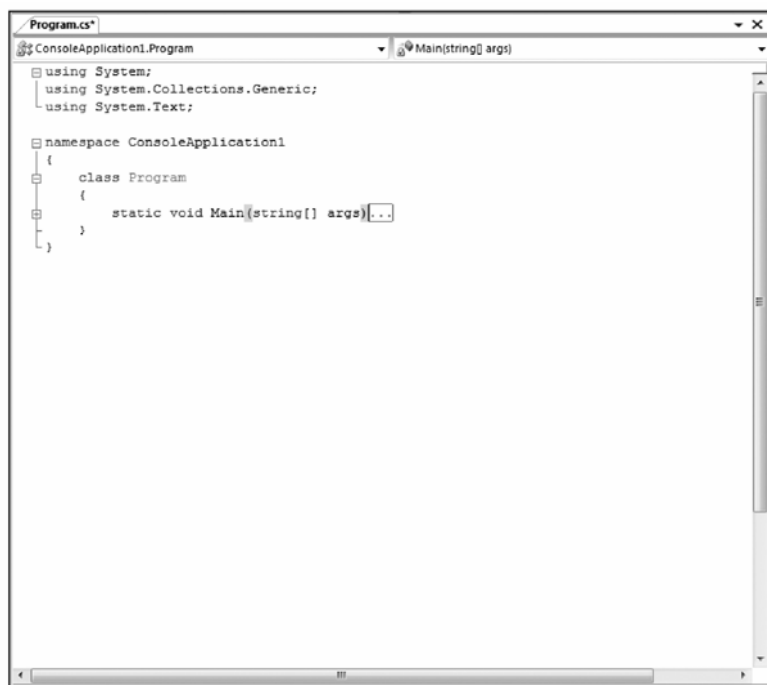 Program.cs*
ConsoleApplication1.Program
Main(string[] args)
using System;
using System.Collections.Generic;
using System.Text;
namespace ConsoleApplication1
{
class Program
{
static void Main(string[] args)...
}
}